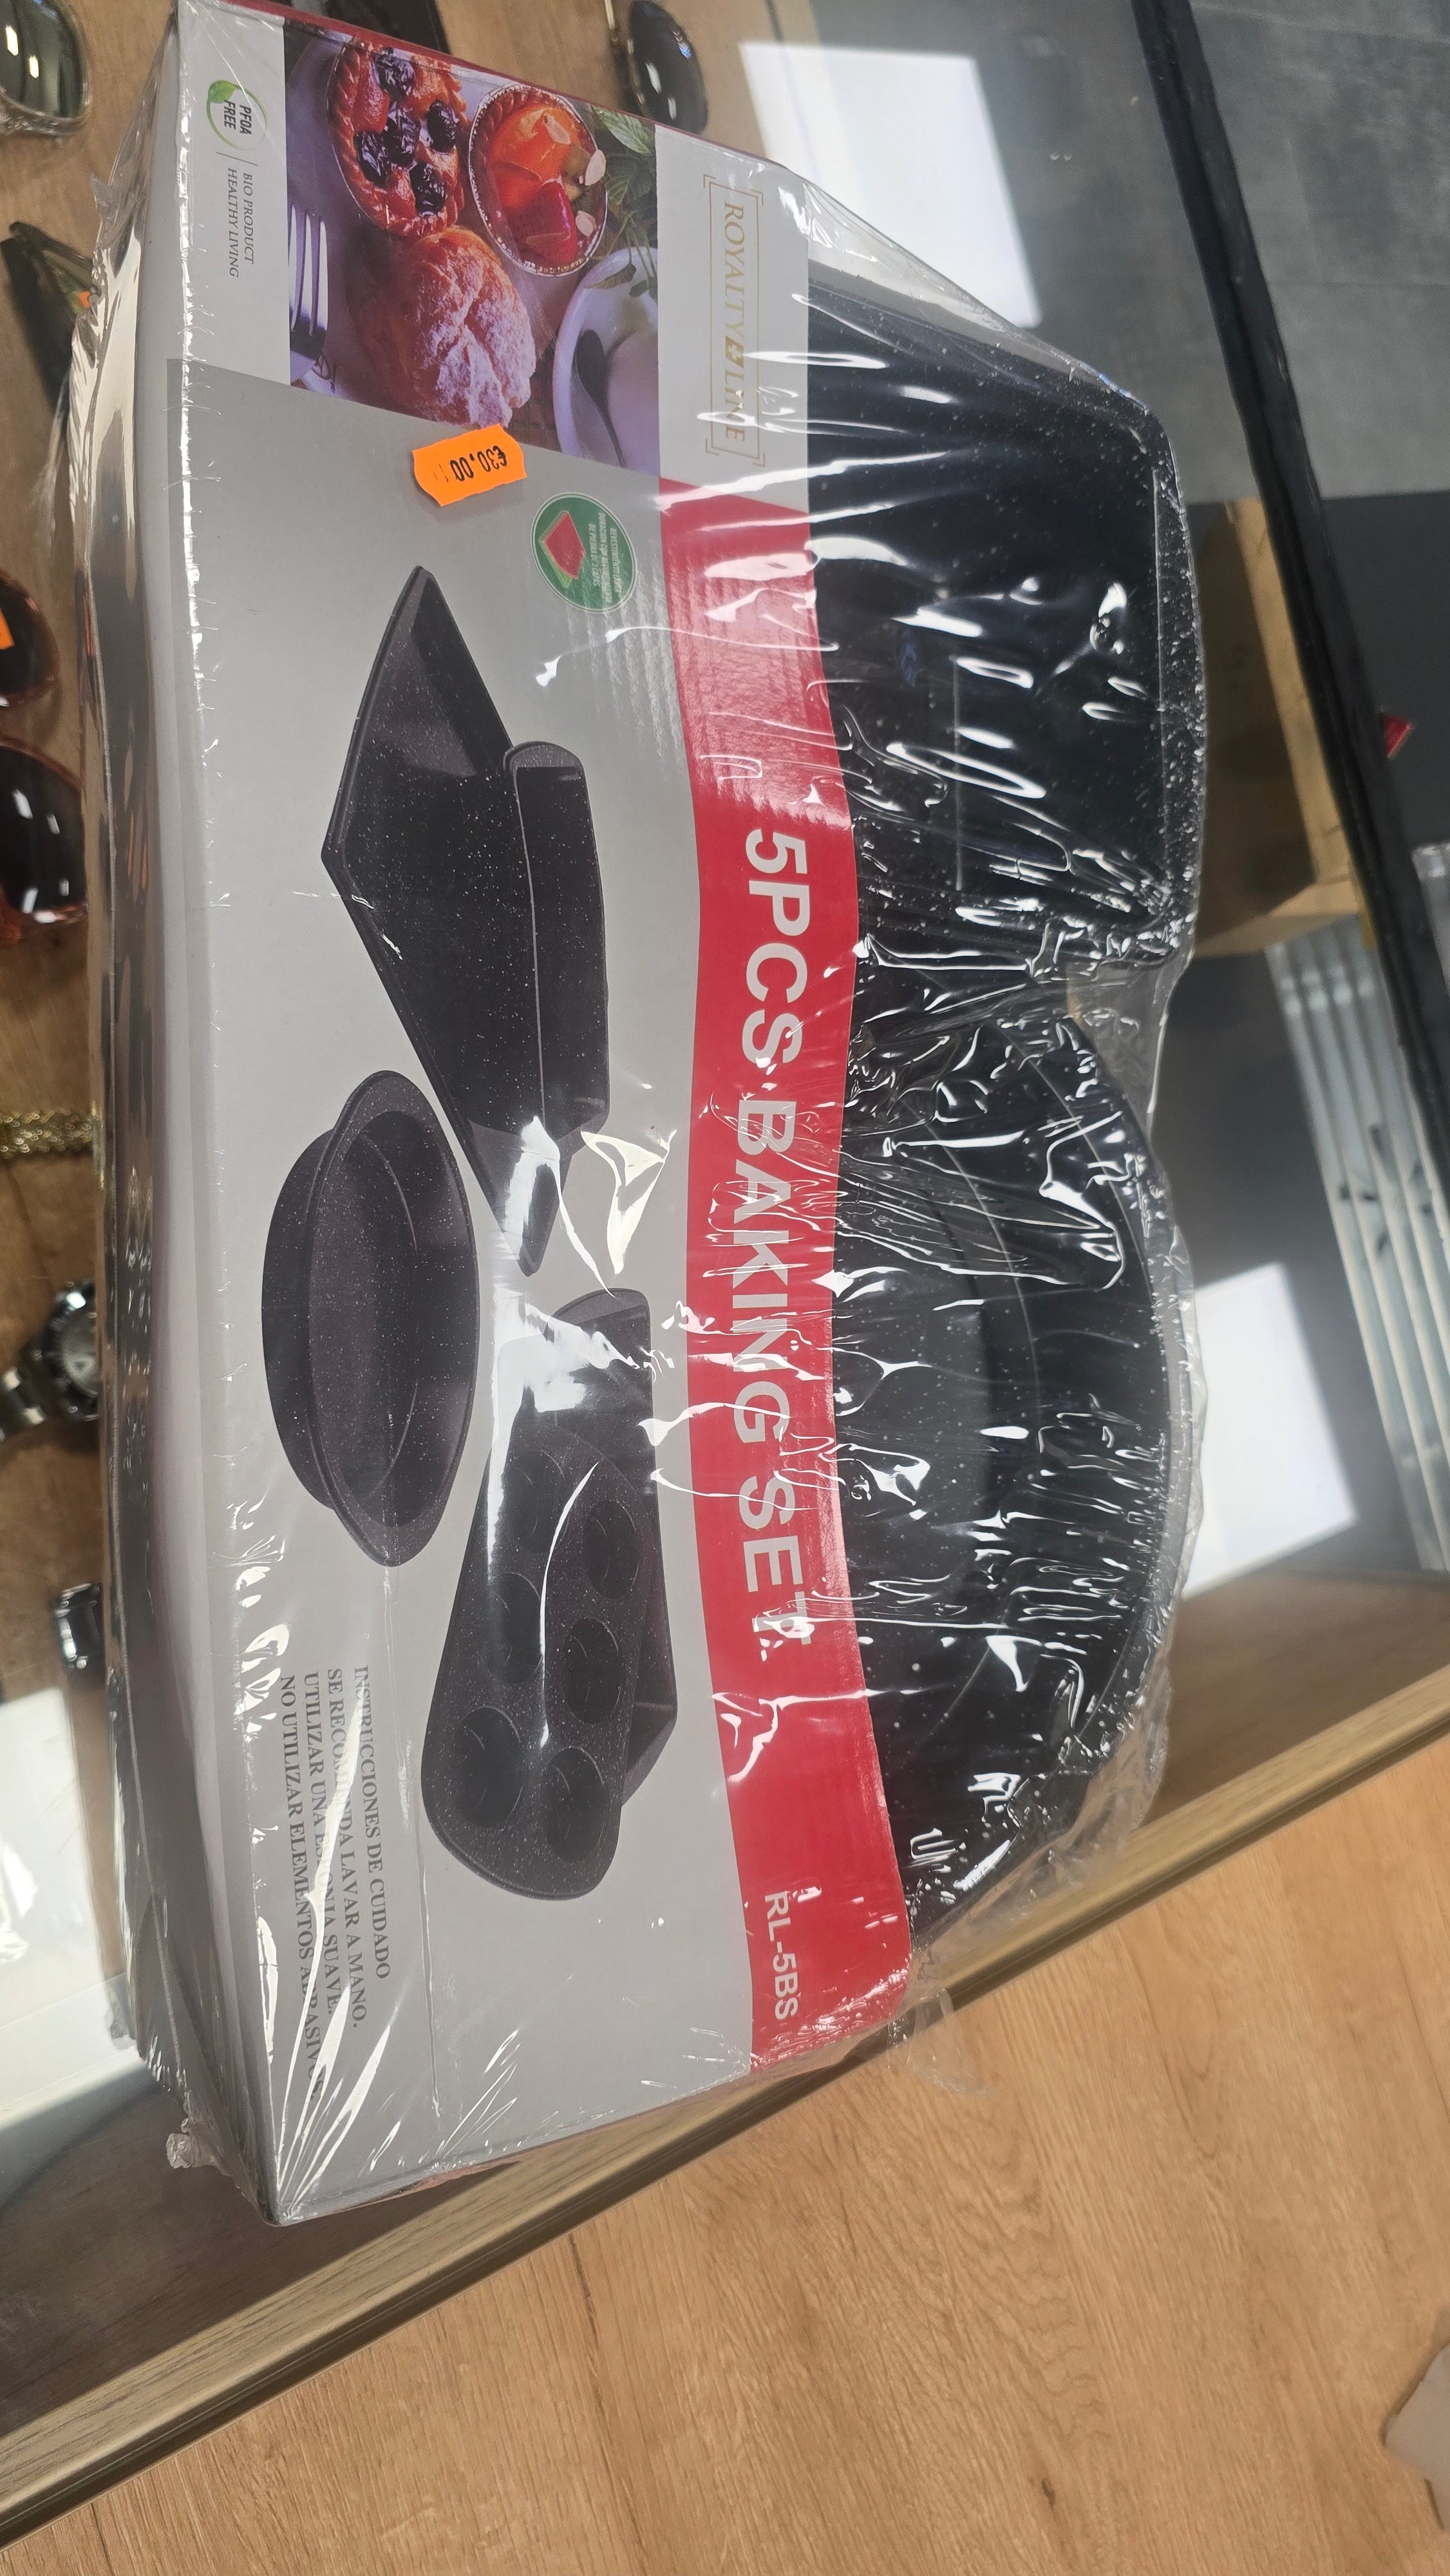 PFOA
FREE
BIO PRODUCT
HEALTHY LIVING
ROYALTY LINE
€30.00
5PCS BAKING SET
RL-5BS
INSTRUCCIONES DE CUIDADO
SE RECOMIENDA LAVAR A MANO.
UTILIZAR UNA ESPONJA SUAVE.
NO UTILIZAR ELEMENTOS ABRASIVOS.